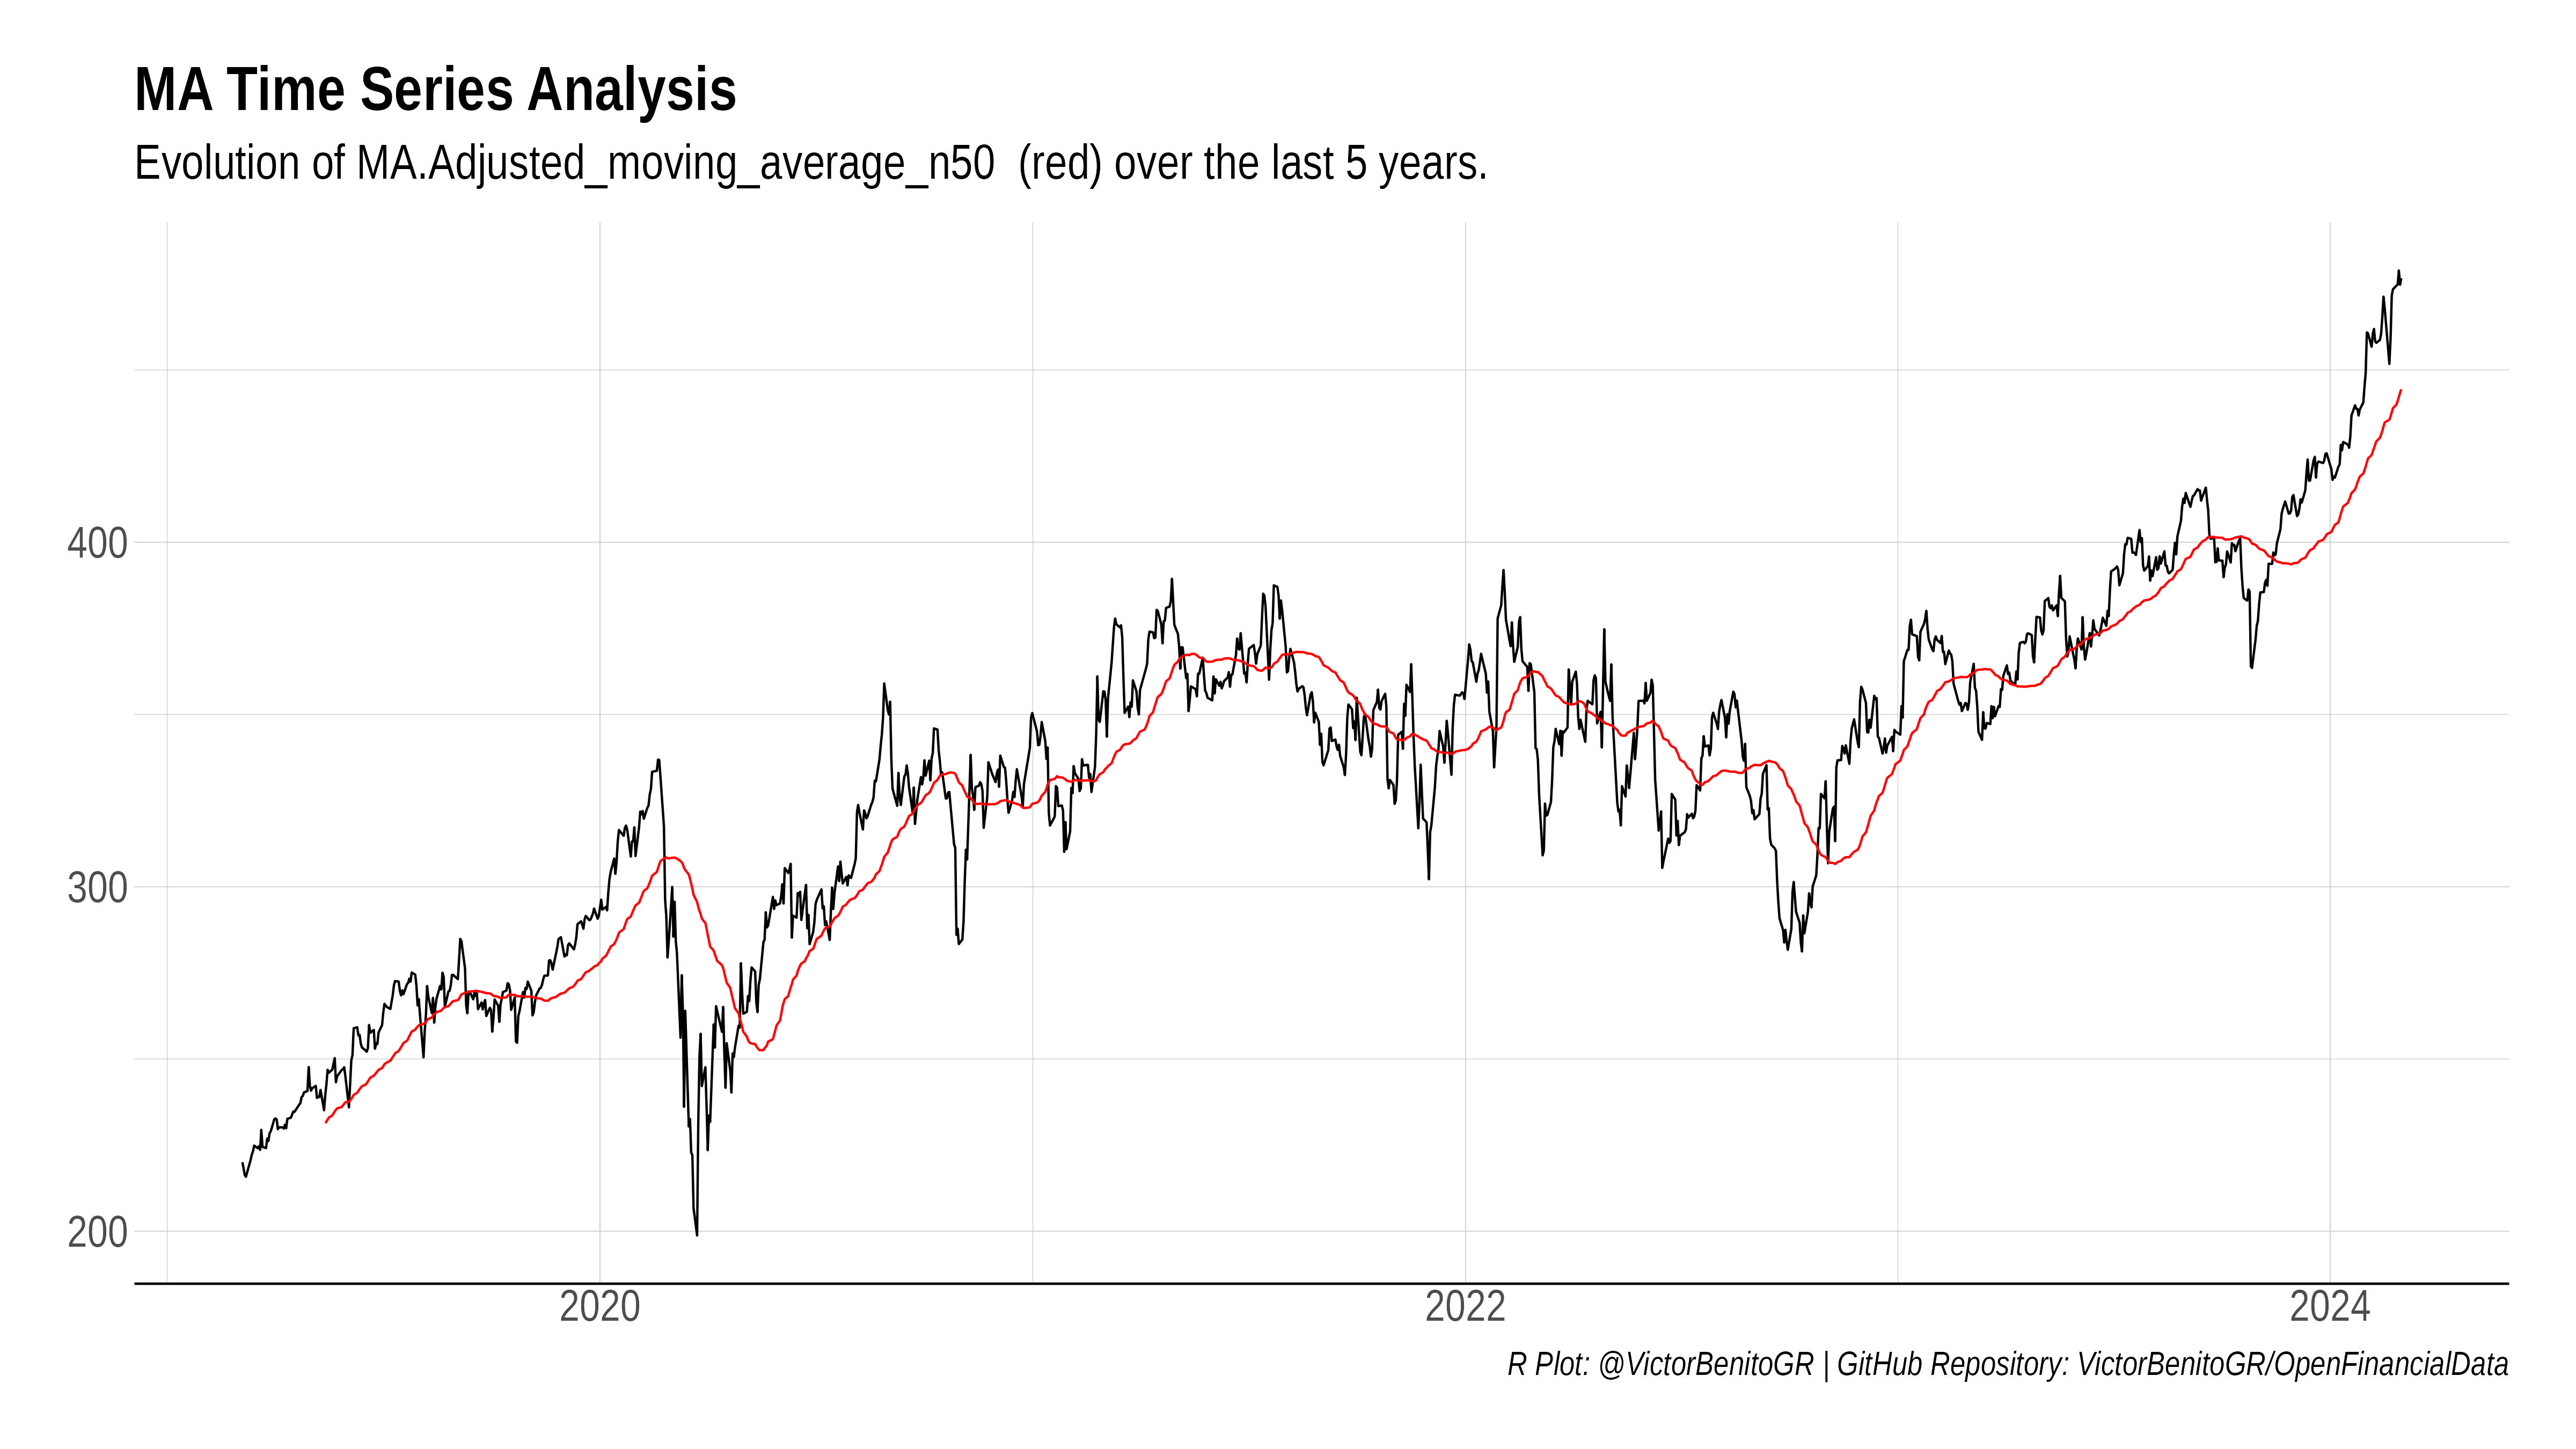 MA Time Series Analysis
Evolution of MA.Adjusted_moving_average_n50  (red) over the last 5 years.
400
300
200
2020 2022 2024
R Plot: @VictorBenitoGR | GitHub Repository: VictorBenitoGR/OpenFinancialData